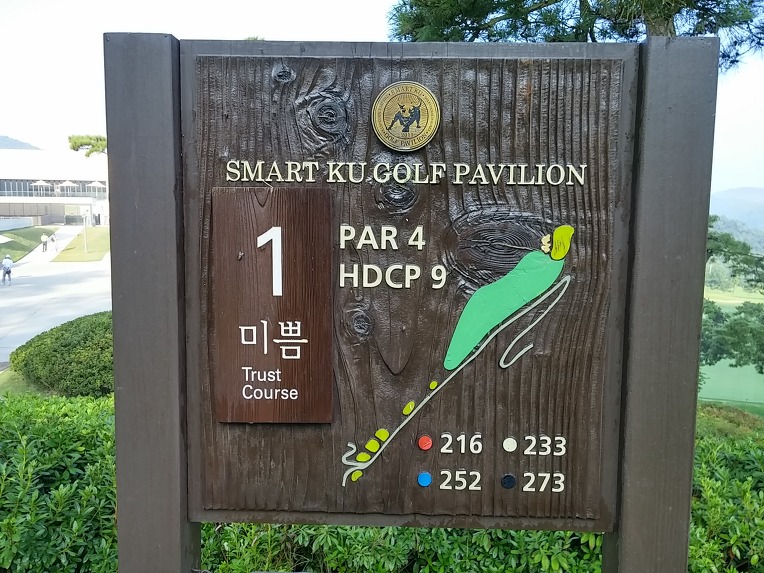 SMART KU GOLF PAVILION
1
미쁨
Trust
Course
PAR 4
HDCP 9
216 233
252 273